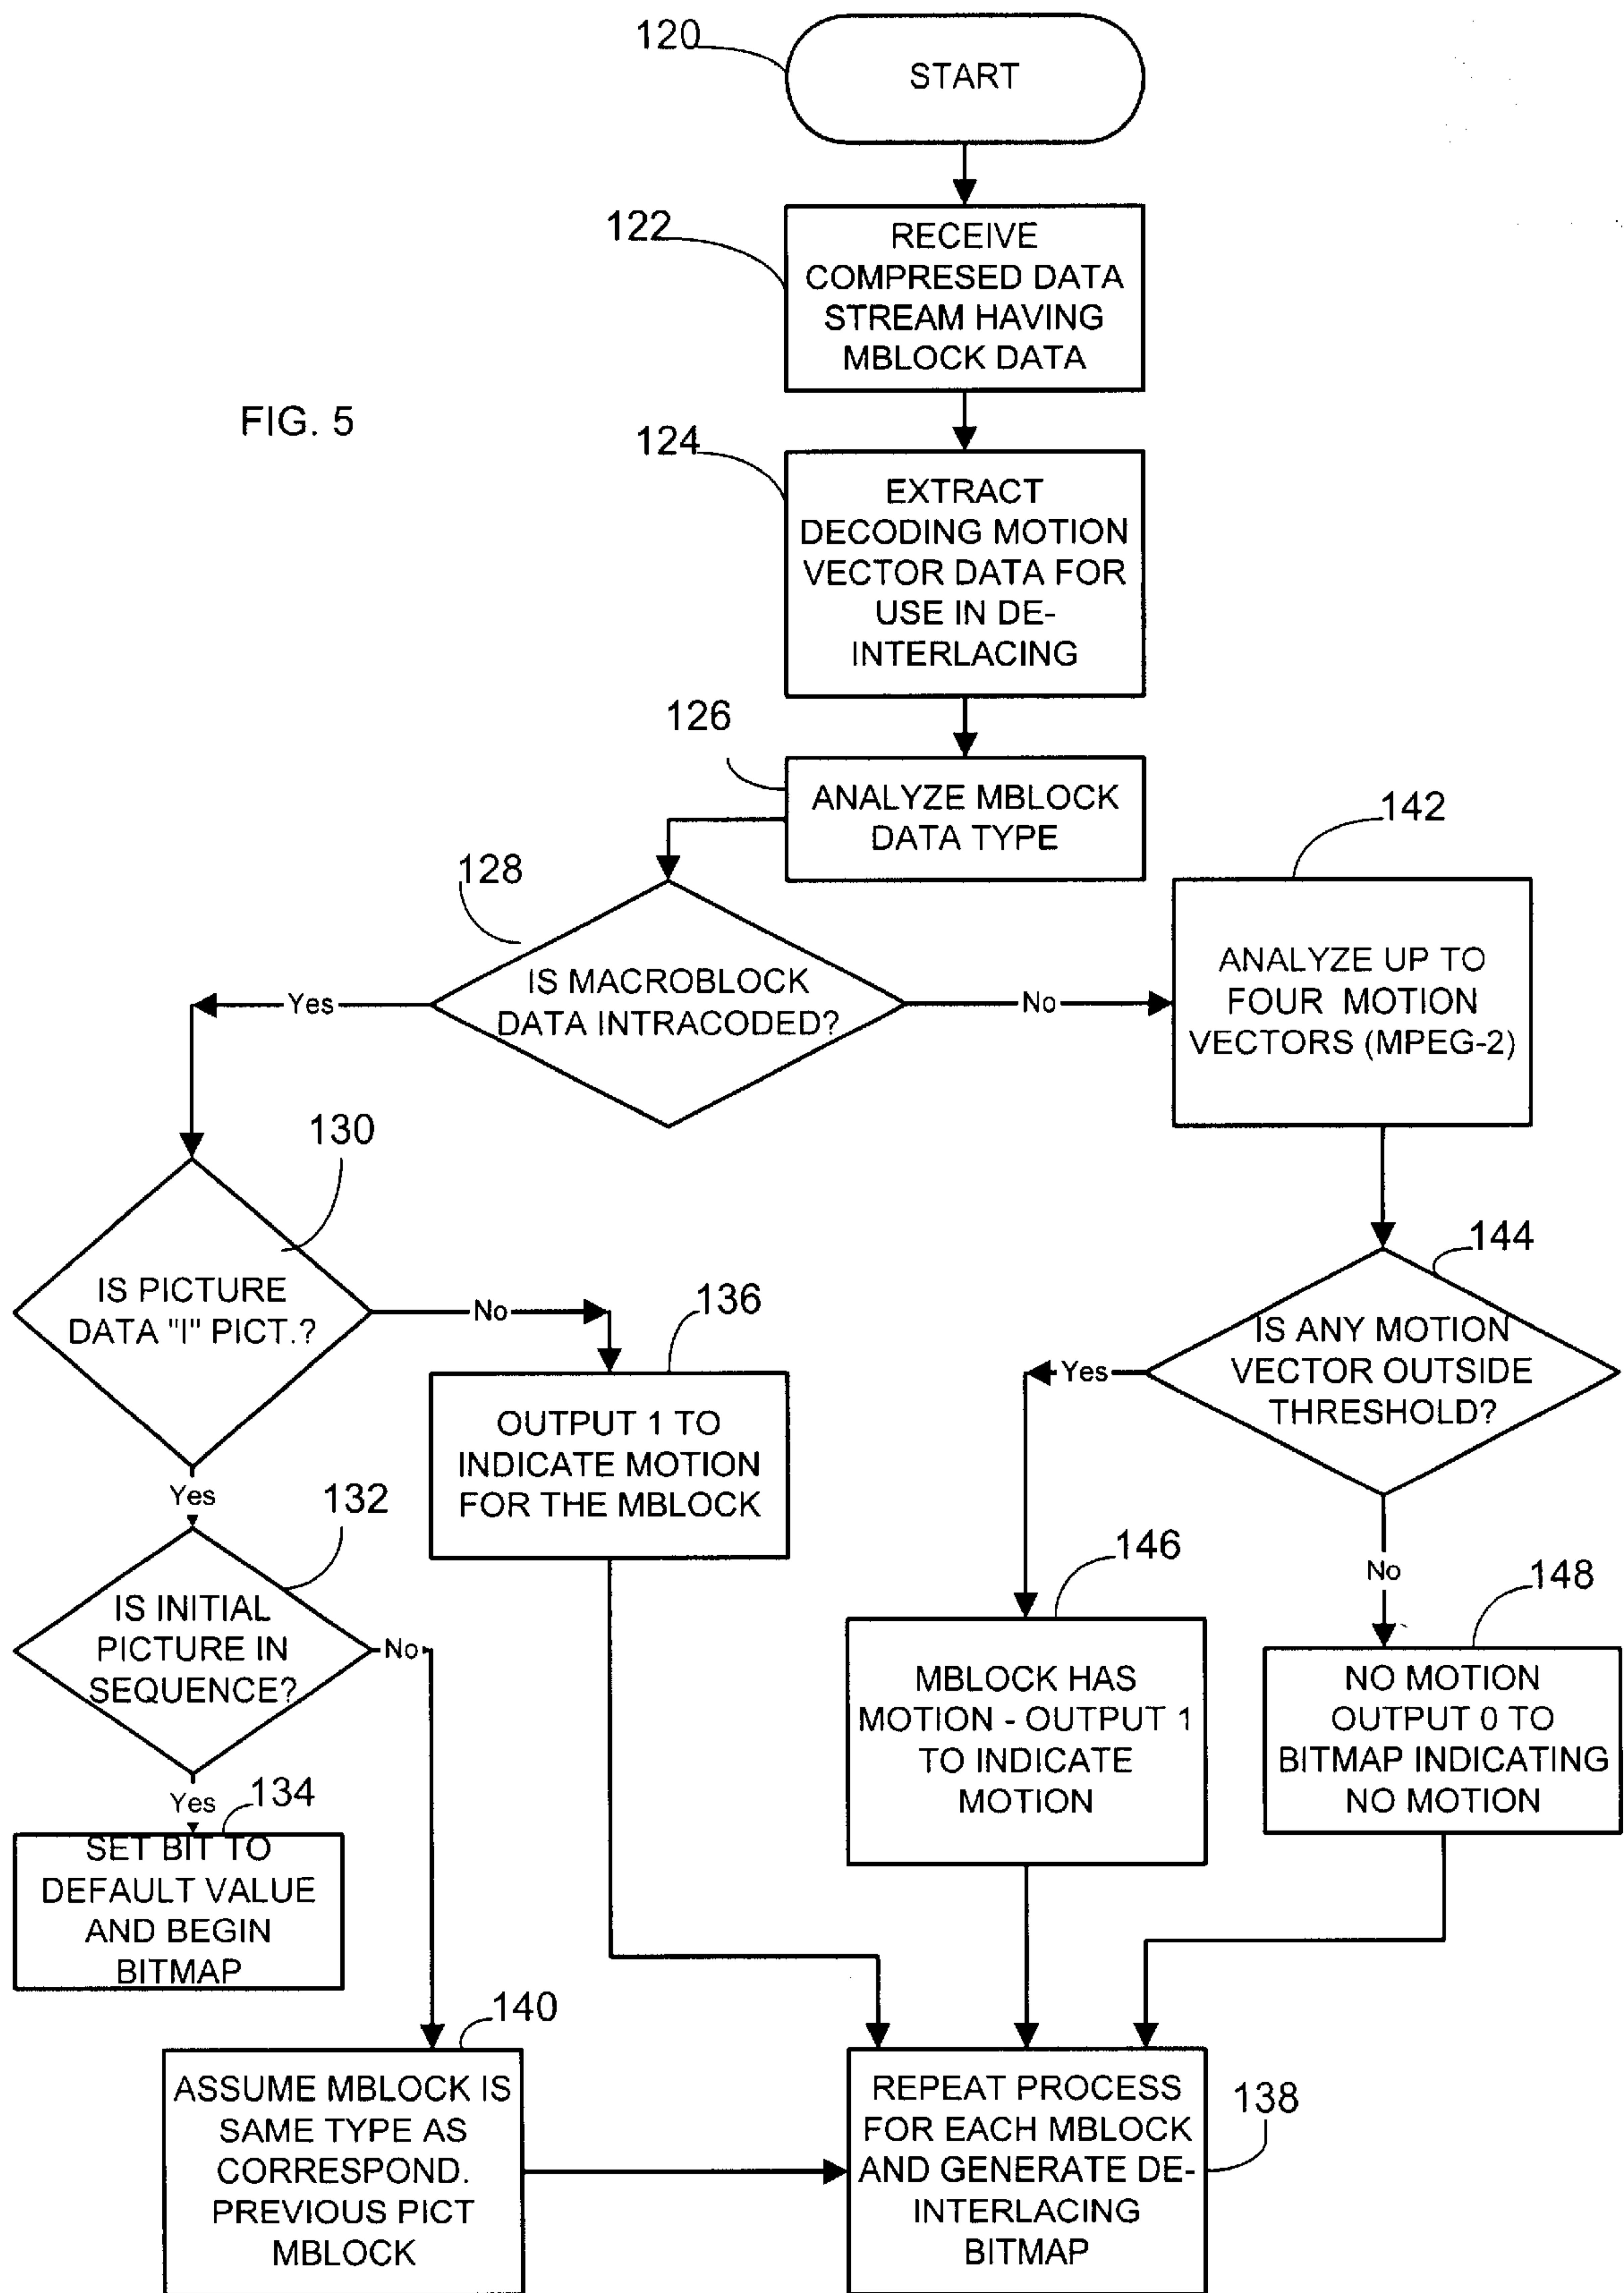 120
START
122
RECEIVE
COMPRESED DATA
STREAM HAVING
MBLOCK DATA
FIG. 5
124
EXTRACT
DECODING MOTION
VECTOR DATA FOR
USE IN DE-
INTERLACING
126
ANALYZE MBLOCK
DATA TYPE
128
IS MACROBLOCK
DATA INTRACODED?
Yes
No
142
ANALYZE UP TO
FOUR MOTION
VECTORS (MPEG-2)
130
IS PICTURE
DATA "I" PICT.?
No
Yes
136
OUTPUT 1 TO
INDICATE MOTION
FOR THE MBLOCK
144
IS ANY MOTION
VECTOR OUTSIDE
THRESHOLD?
Yes
No
132
IS INITIAL
PICTURE IN
SEQUENCE?
No
Yes
134
SET BIT TO
DEFAULT VALUE
AND BEGIN
BITMAP
146
MBLOCK HAS
MOTION - OUTPUT 1
TO INDICATE
MOTION
148
NO MOTION
OUTPUT 0 TO
BITMAP INDICATING
NO MOTION
140
ASSUME MBLOCK IS
SAME TYPE AS
CORRESPOND.
PREVIOUS PICT
MBLOCK
138
REPEAT PROCESS
FOR EACH MBLOCK
AND GENERATE DE-
INTERLACING
BITMAP